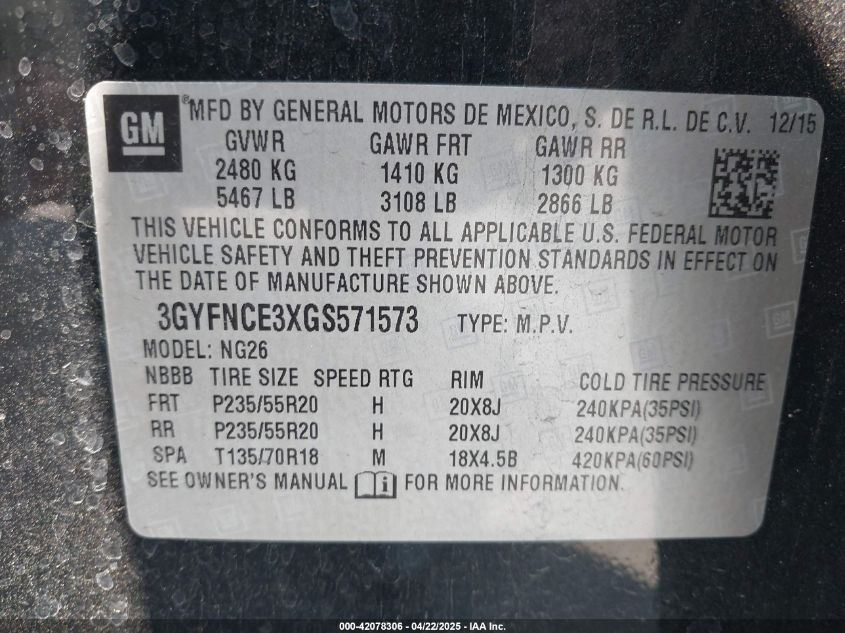 GM ®MFD BY GENERAL MOTORS DE MEXICO, S. DE R.L. DE C.V. 12/15
GVWR GAWR FRT GAWR RR
2480 KG 1410 KG 1300 KG
5467 LB 3108 LB 2866 LB
THIS VEHICLE CONFORMS TO ALL APPLICABLE U.S. FEDERAL MOTOR
VEHICLE SAFETY AND THEFT PREVENTION STANDARDS IN EFFECT ON
THE DATE OF MANUFACTURE SHOWN ABOVE.
3GYFNCE3XGS571573 TYPE: M.P.V.
MODEL: NG26
NBBB TIRE SIZE SPEED RTG RIM COLD TIRE PRESSURE
FRT P235/55R20 H 20X8J 240KPA(35PSI)
RR P235/55R20 H 20X8J 240KPA(35PSI)
SPA T135/70R18 M 18X4.5B 420KPA(60PSI)
SEE OWNER'S MANUAL i FOR MORE INFORMATION.
000-42078306 - 04/22/2025 - IAA Inc.